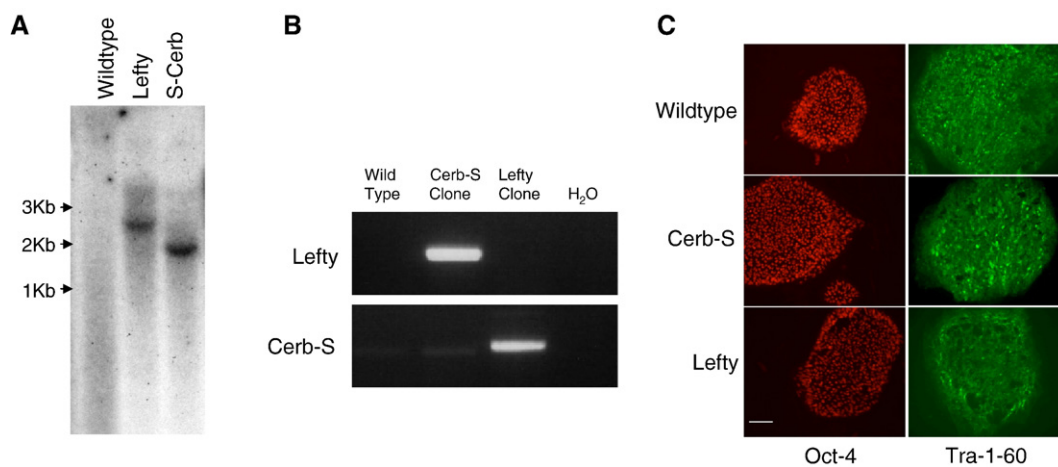 A
Wildtype
Lefty
S-Cerb
3Kb
2Kb
1Kb
B
Wild Type
Cerb-S Clone
Lefty Clone
H₂O
Lefty
Cerb-S
C
Wildtype
Cerb-S
Lefty
Oct-4
Tra-1-60